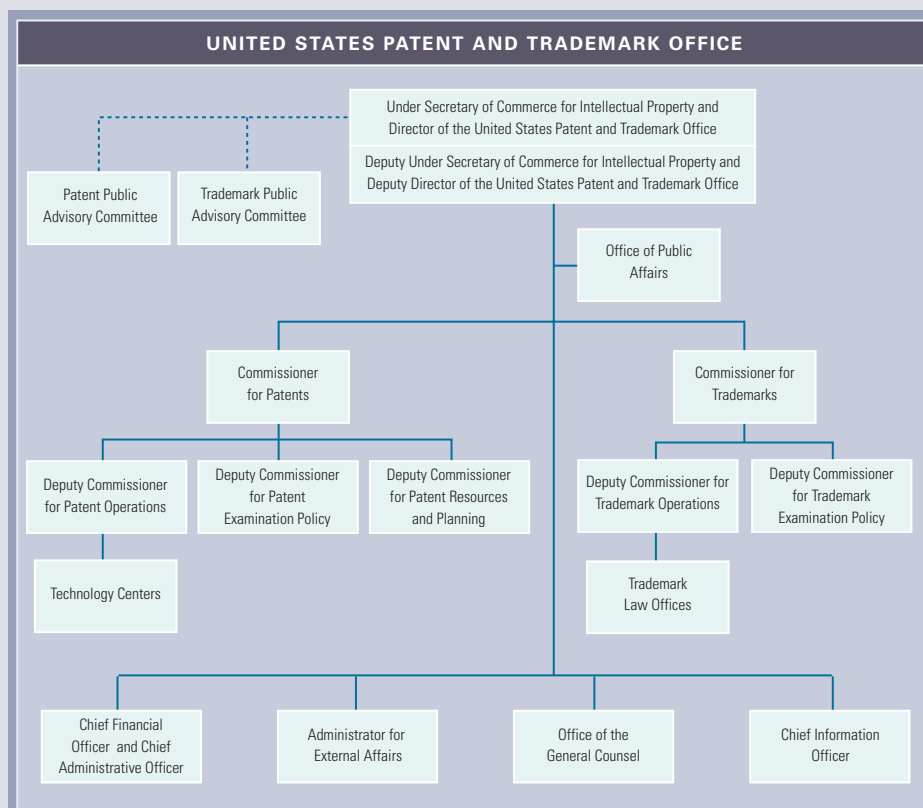 UNITED STATES PATENT AND TRADEMARK OFFICE
Under Secretary of Commerce for Intellectual Property and
Director of the United States Patent and Trademark Office
Deputy Under Secretary of Commerce for Intellectual Property and
Deputy Director of the United States Patent and Trademark Office
Patent Public
Advisory Committee
Trademark Public
Advisory Committee
Office of Public
Affairs
Commissioner
for Patents
Commissioner for
Trademarks
Deputy Commissioner
for Patent Operations
Deputy Commissioner
for Patent
Examination Policy
Deputy Commissioner
for Patent Resources
and Planning
Deputy Commissioner for
Trademark Operations
Deputy Commissioner
for Trademark
Examination Policy
Technology Centers
Trademark
Law Offices
Chief Financial
Officer and Chief
Administrative Officer
Administrator for
External Affairs
Office of the
General Counsel
Chief Information
Officer